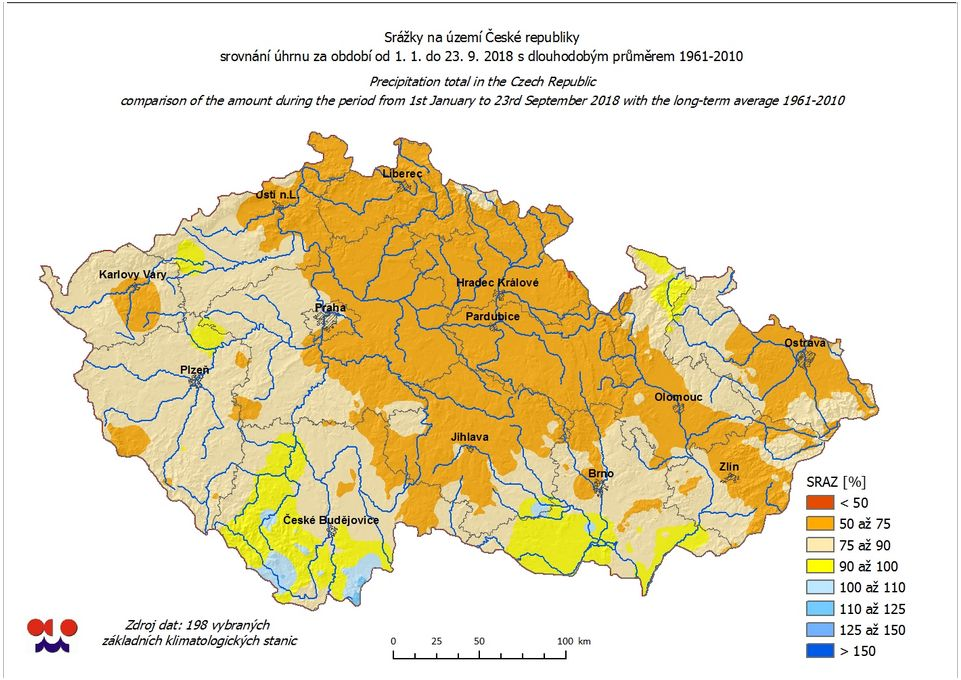 Srážky na území České republiky
srovnání úhrnu za období od 1. 1. do 23. 9. 2018 s dlouhodobým průměrem 1961-2010
Precipitation total in the Czech Republic
comparison of the amount during the period from 1st January to 23rd September 2018 with the long-term average 1961-2010
Liberec
Ústí n.L.
Karlovy Vary
Hradec Králové
Praha
Pardubice
Ostrava
Plzeň
Olomouc
Jihlava
Zlín
Brno
České Budějovice
SRAZ [%]
< 50
50 až 75
75 až 90
90 až 100
100 až 110
110 až 125
125 až 150
> 150
Zdroj dat: 198 vybraných
základních klimatologických stanic
0 25 50 100 km